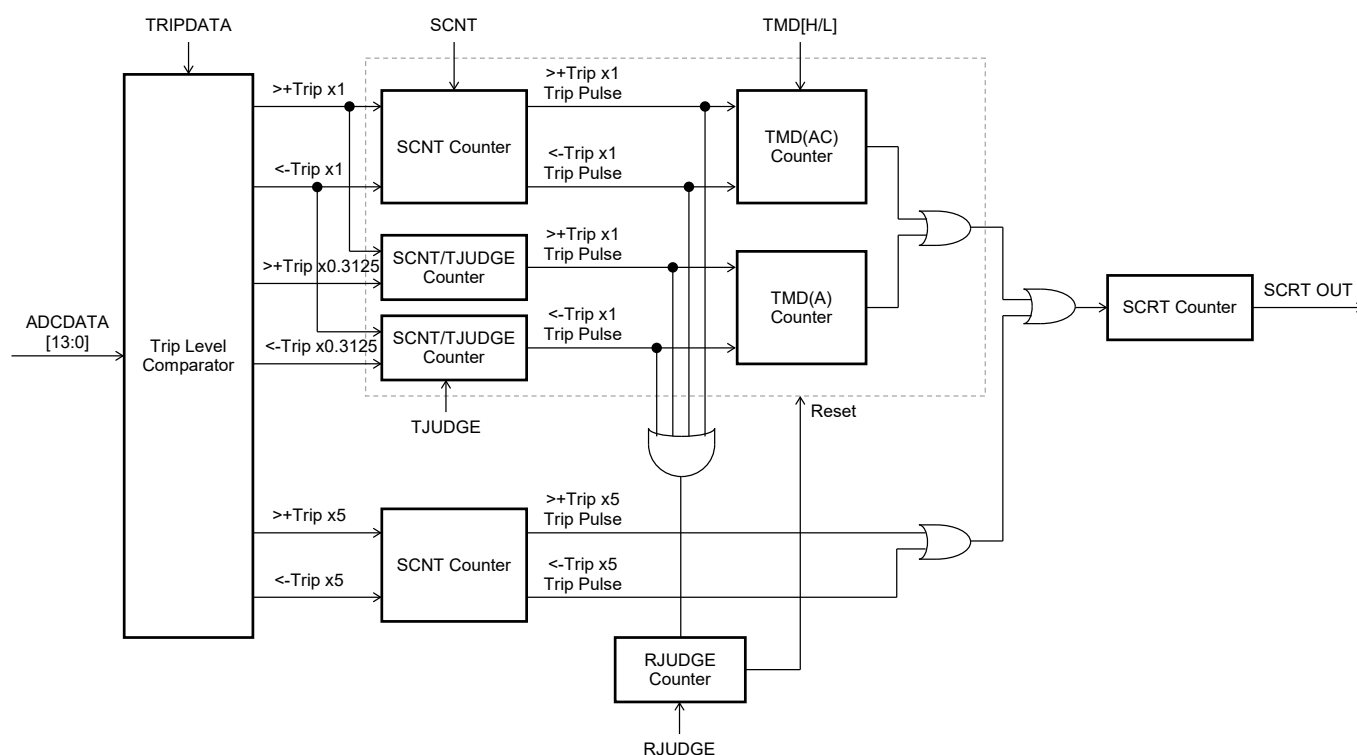 TRIPDATA
SCNT
TMD[H/L]
>+Trip x1
>+Trip x1
Trip Pulse
SCNT Counter
TMD(AC)
Counter
<-Trip x1
<-Trip x1
Trip Pulse
>+Trip x0.3125
SCNT/TJUDGE
Counter
>+Trip x1
Trip Pulse
TMD(A)
Counter
ADCDATA
[13:0]
Trip Level
Comparator
<-Trip x0.3125
SCNT/TJUDGE
Counter
<-Trip x1
Trip Pulse
SCRT Counter
SCRT OUT
TJUDGE
Reset
>+Trip x5
>+Trip x5
Trip Pulse
SCNT Counter
<-Trip x5
<-Trip x5
Trip Pulse
RJUDGE
Counter
RJUDGE